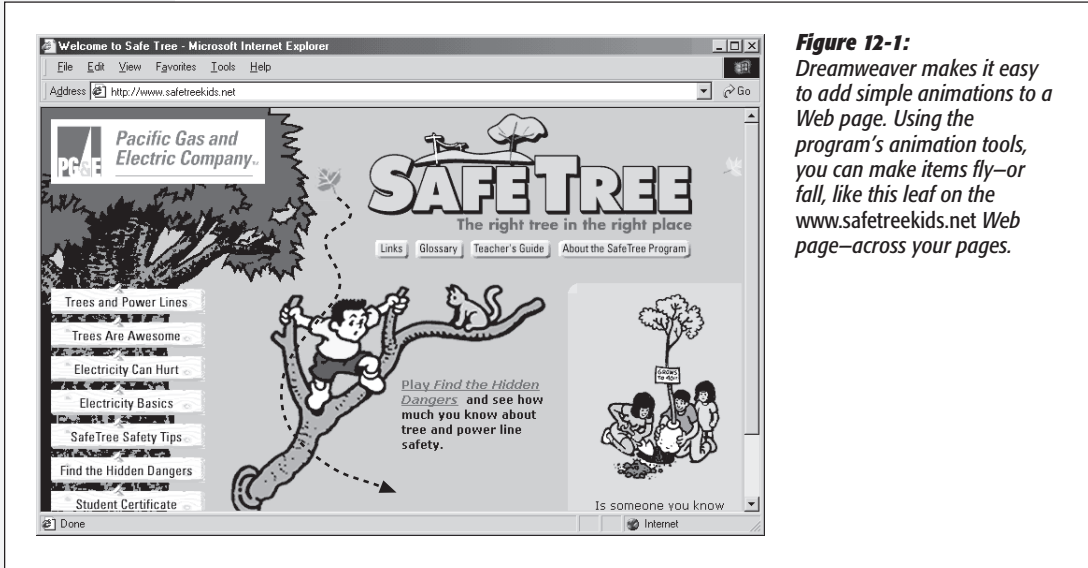 Welcome to Safe Tree - Microsoft Internet Explorer
File Edit View Favorites Tools Help
Address http://www.safetreekids.net Go
PG&E
Pacific Gas and
Electric Company
SAFETREE
The right tree in the right place
Links Glossary Teacher's Guide About the SafeTree Program
Trees and Power Lines
Trees Are Awesome
Electricity Can Hurt
Electricity Basics
SafeTree Safety Tips
Find the Hidden Dangers
Student Certificate
Play Find the Hidden
Dangers and see how
much you know about
tree and power line
safety.
GROWS
TO 40'
Is someone you know
Done
Internet
Figure 12-1:
Dreamweaver makes it easy
to add simple animations to a
Web page. Using the
program's animation tools,
you can make items fly—or
fall, like this leaf on the
www.safetreekids.net Web
page—across your pages.